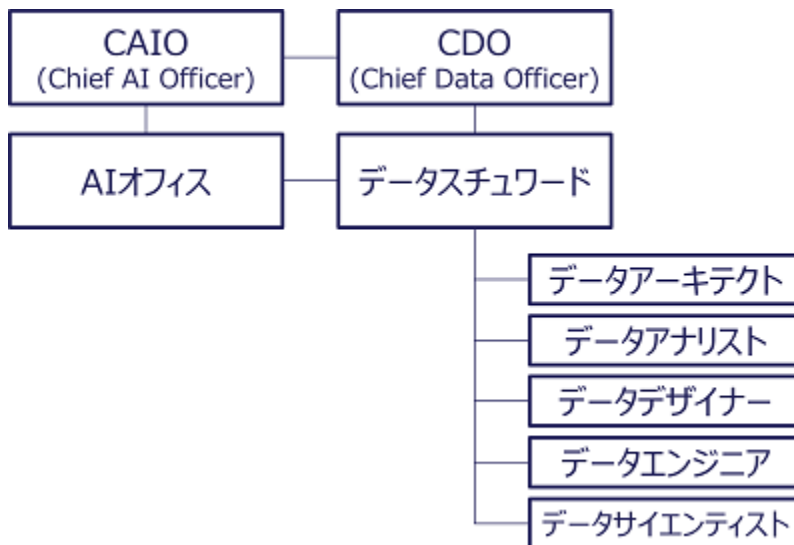 CAIO
(Chief AI Officer)
CDO
(Chief Data Officer)
AIオフィス
データスチュワード
データアーキテクト
データアナリスト
データデザイナー
データエンジニア
データサイエンティスト